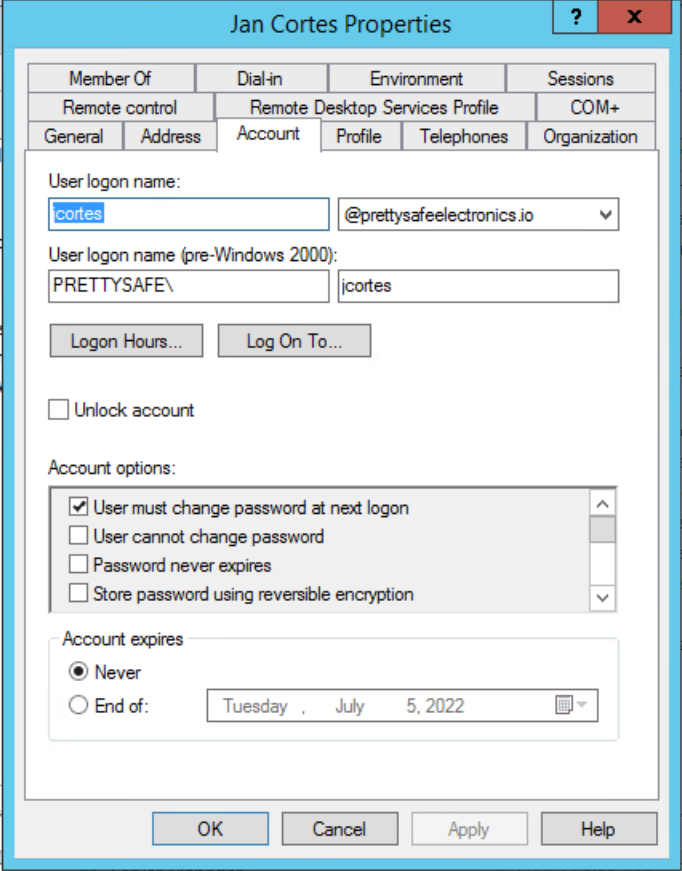 Jan Cortes Properties
? x
Member Of Dial-in Environment Sessions
Remote control Remote Desktop Services Profile COM+
General Address Account Profile Telephones Organization
User logon name:
jcortes @prettysafeelectronics.io
User logon name (pre-Windows 2000):
PRETTYSAFE\ jcortes
Logon Hours... Log On To...
Unlock account
Account options:
User must change password at next logon
User cannot change password
Password never expires
Store password using reversible encryption
Account expires
Never
End of: Tuesday , July 5, 2022
OK Cancel Apply Help